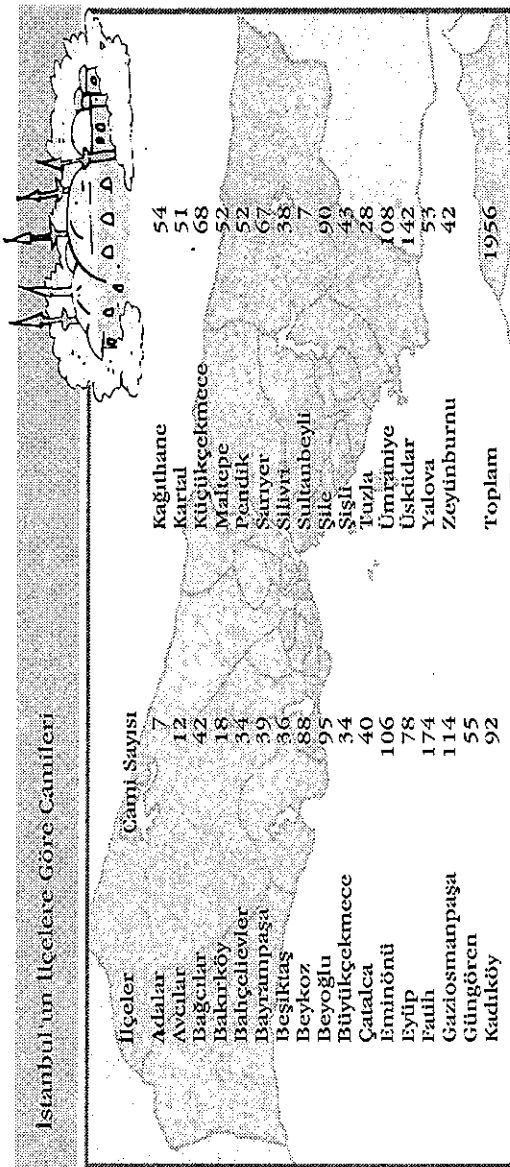 İstanbul'un İlçelere Göre Camileri
İlçeler Cami Sayısı
Adalar 7
Avcılar 12
Bağcılar 42
Bakırköy 18
Bahçelievler 34
Bayrampaşa 39
Beşiktaş 36
Beykoz 88
Beyoğlu 95
Büyükçekmece 34
Çatalca 40
Eminönü 106
Eyüp 78
Fatih 174
Gaziosmanpaşa 114
Güngören 55
Kadıköy 92
Kağıthane 54
Kartal 51
Küçükçekmece 68
Maltepe 52
Pendik 52
Sarıyer 67
Silivri 38
Sultanbeyli 7
Şile 90
Şişli 43
Tuzla 28
Ümraniye 108
Üsküdar 142
Yalova 53
Zeytinburnu 42
Toplam 1956